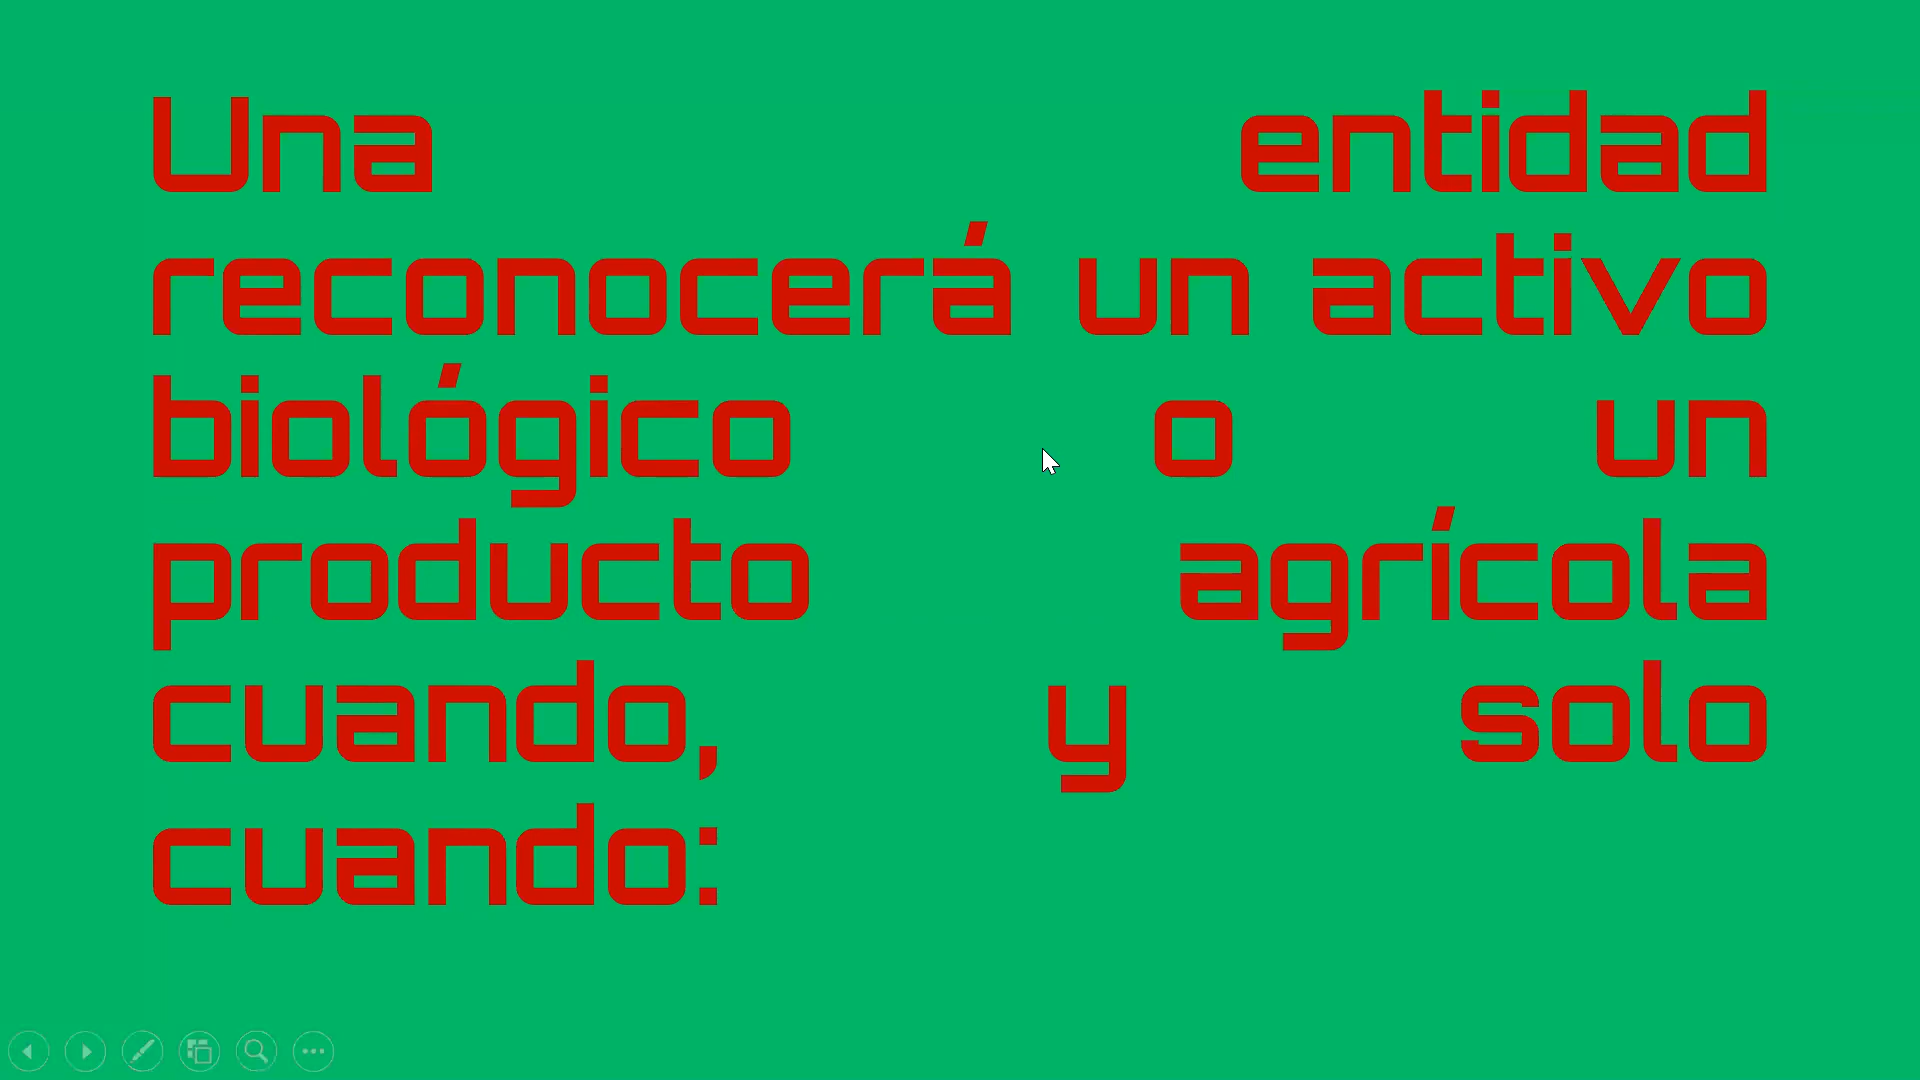 Una entidad
reconocerá un activo
biológico o un
producto agrícola
cuando, y solo
cuando: